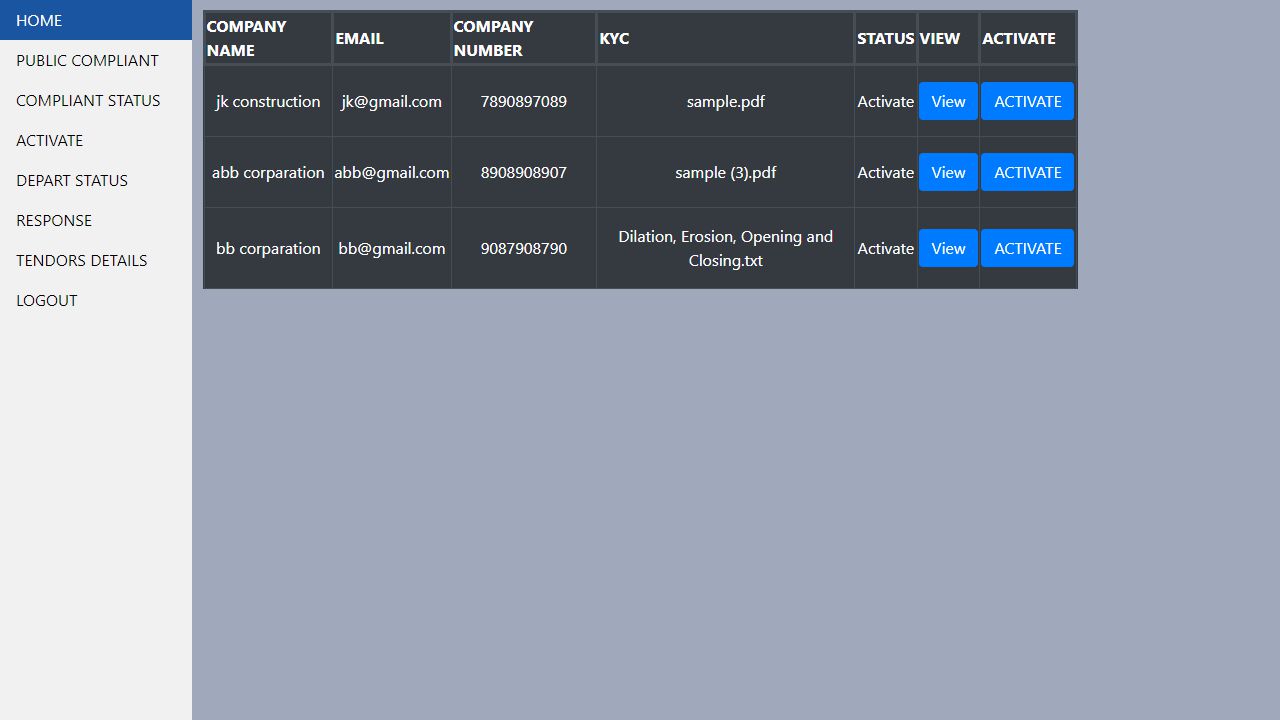 HOME
PUBLIC COMPLIANT
COMPLIANT STATUS
ACTIVATE
DEPART STATUS
RESPONSE
TENDORS DETAILS
LOGOUT
COMPANY NAME EMAIL COMPANY NUMBER KYC STATUS VIEW ACTIVATE
jk construction jk@gmail.com 7890897089 sample.pdf Activate View ACTIVATE
abb corparation abb@gmail.com 8908908907 sample (3).pdf Activate View ACTIVATE
bb corparation bb@gmail.com 9087908790 Dilation, Erosion, Opening and Closing.txt Activate View ACTIVATE